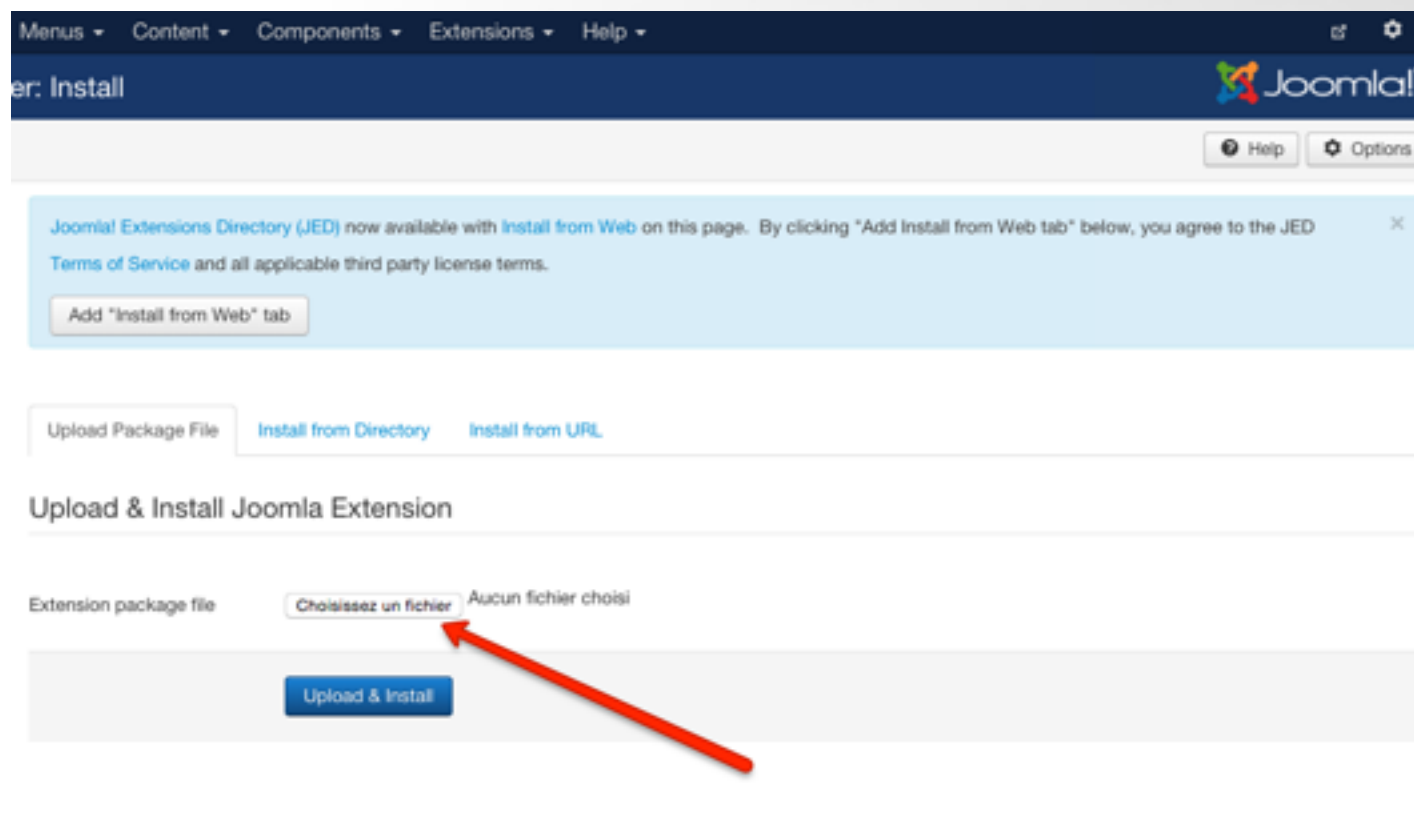 Menus Content Components Extensions Help
er: Install
Joomla!
Help Options
Joomla! Extensions Directory (JED) now available with Install from Web on this page. By clicking "Add Install from Web tab" below, you agree to the JED
Terms of Service and all applicable third party license terms.
Add "Install from Web" tab
Upload Package File Install from Directory Install from URL
Upload & Install Joomla Extension
Extension package file Choisissez un fichier Aucun fichier choisi
Upload & Install